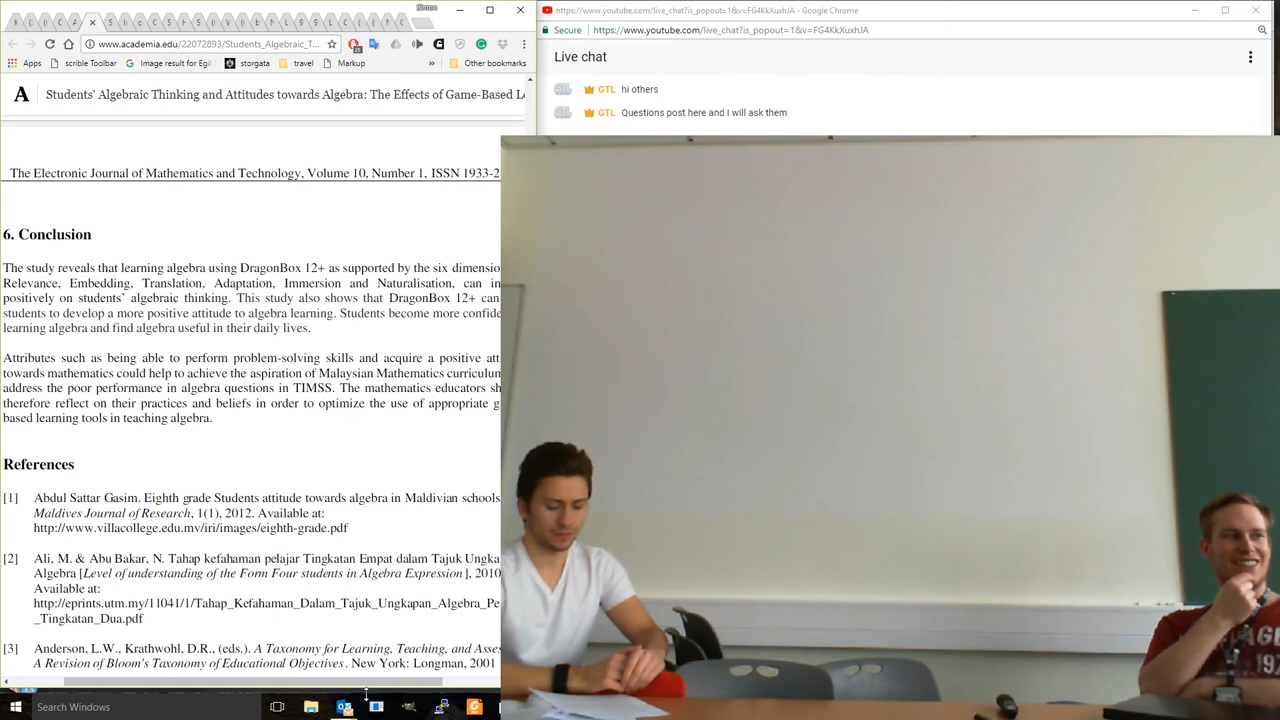 Simon
www.academia.edu/22072893/Students_Algebraic_T...
Apps scrible Toolbar Image result for Egil storgata travel Markup » Other bookmarks
A Students' Algebraic Thinking and Attitudes towards Algebra: The Effects of Game-Based Le
The Electronic Journal of Mathematics and Technology, Volume 10, Number 1, ISSN 1933-2
6. Conclusion
The study reveals that learning algebra using DragonBox 12+ as supported by the six dimensio
Relevance, Embedding, Translation, Adaptation, Immersion and Naturalisation, can in
positively on students' algebraic thinking. This study also shows that DragonBox 12+ can
students to develop a more positive attitude to algebra learning. Students become more confide
learning algebra and find algebra useful in their daily lives.
Attributes such as being able to perform problem-solving skills and acquire a positive att
towards mathematics could help to achieve the aspiration of Malaysian Mathematics curriculun
address the poor performance in algebra questions in TIMSS. The mathematics educators sh
therefore reflect on their practices and beliefs in order to optimize the use of appropriate g
based learning tools in teaching algebra.
References
[1] Abdul Sattar Gasim. Eighth grade Students attitude towards algebra in Maldivian schools
Maldives Journal of Research, 1(1), 2012. Available at:
http://www.villacollege.edu.mv/iri/images/eighth-grade.pdf
[2] Ali, M. & Abu Bakar, N. Tahap kefahaman pelajar Tingkatan Empat dalam Tajuk Ungka
Algebra [Level of understanding of the Form Four students in Algebra Expression], 2010
Available at:
http://eprints.utm.my/11041/1/Tahap_Kefahaman_Dalam_Tajuk_Ungkapan_Algebra_Pe
_Tingkatan_Dua.pdf
[3] Anderson, L.W., Krathwohl, D.R., (eds.). A Taxonomy for Learning, Teaching, and Asses
A Revision of Bloom's Taxonomy of Educational Objectives. New York: Longman, 2001
Search Windows
https://www.youtube.com/live_chat?is_popout=1&v=FG4KkXuxhJA - Google Chrome
Secure https://www.youtube.com/live_chat?is_popout=1&v=FG4KkXuxhJA
Live chat
GTL hi others
GTL Questions post here and I will ask them